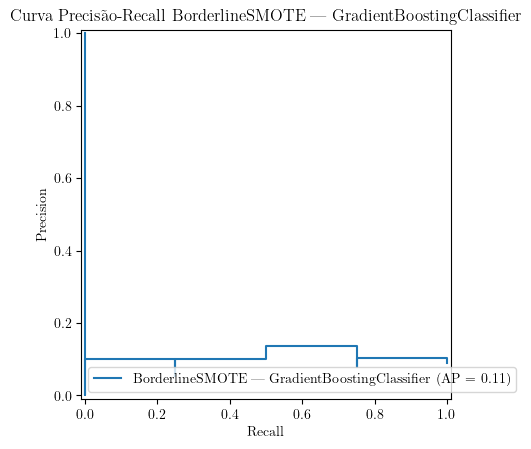 Curva Precisão-Recall BorderlineSMOTE — GradientBoostingClassifier
1.0
0.8
0.6
0.4
0.2
0.0
Precision
BorderlineSMOTE — GradientBoostingClassifier (AP = 0.11)
0.0 0.2 0.4 0.6 0.8 1.0
Recall